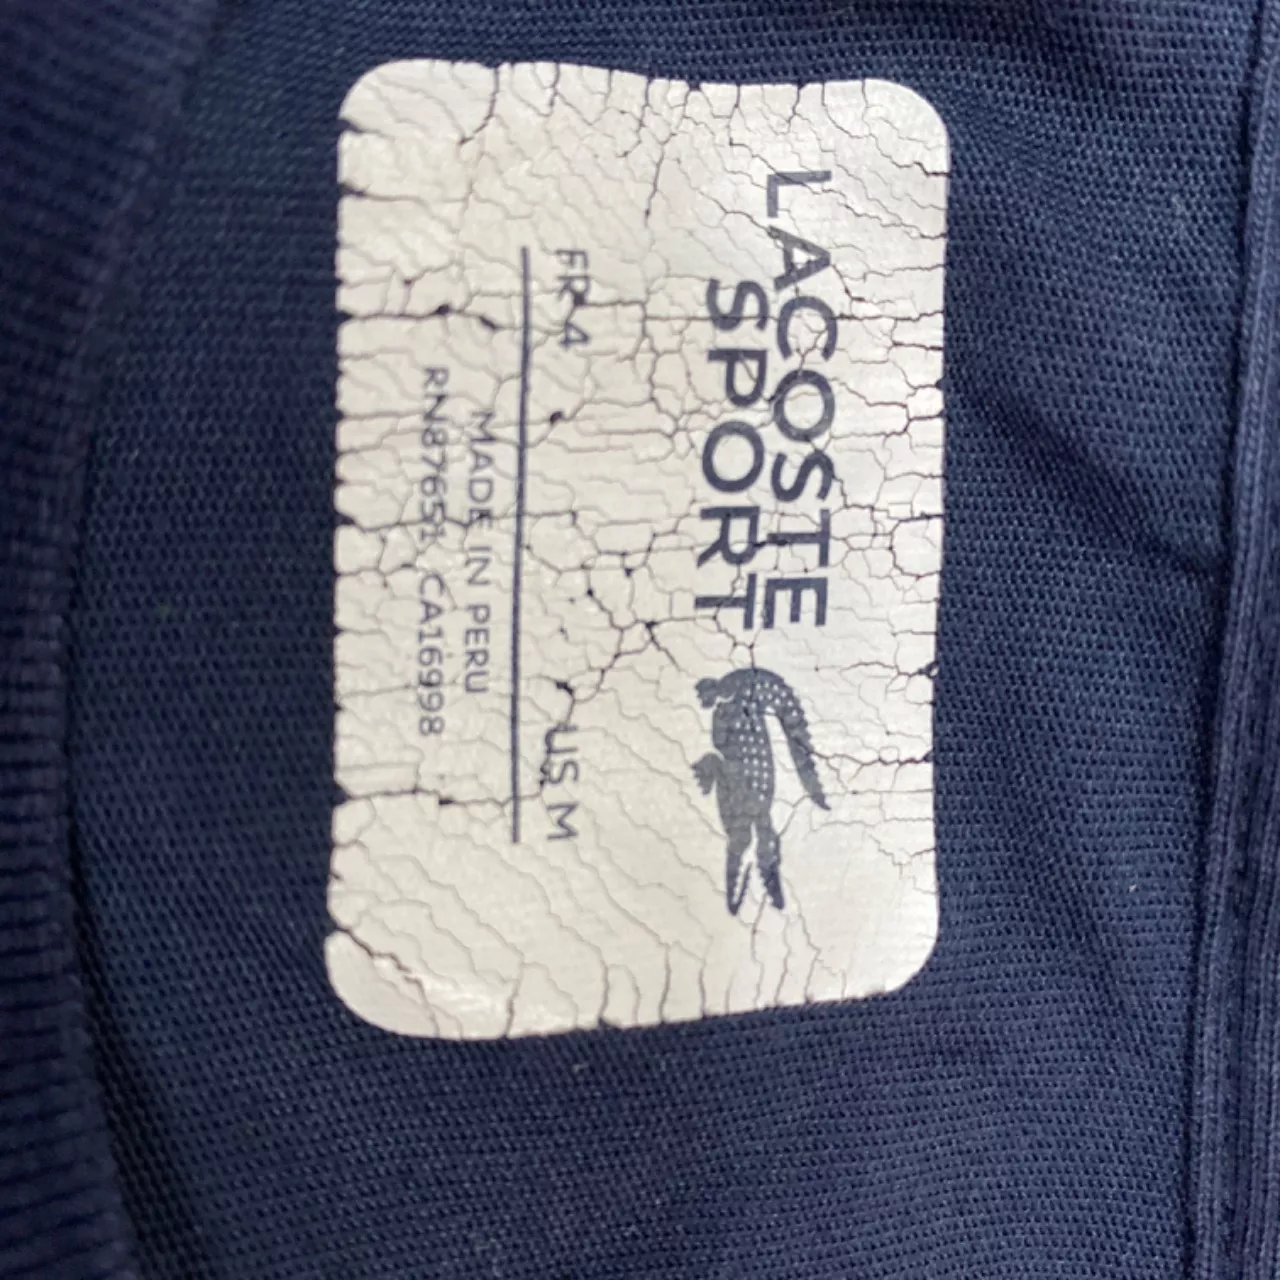 LACOSTE
SPORT
FR 4 US M
MADE IN PERU
RN87651 CA16998